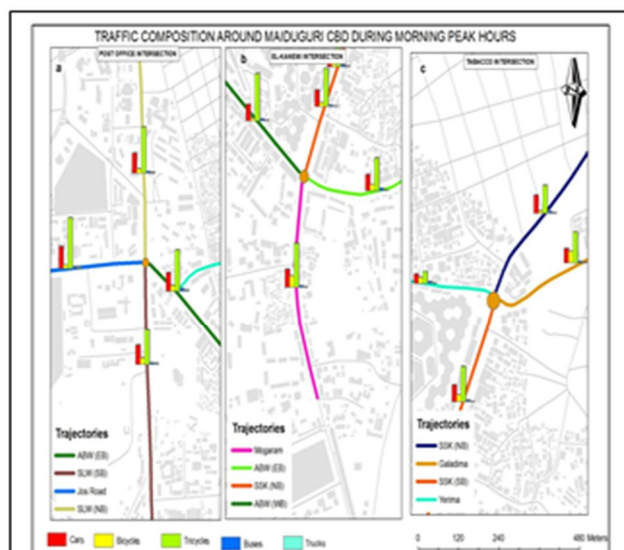 TRAFFIC COMPOSITION AROUND MAIDUGURI CBD DURING MORNING PEAK HOURS
POST OFFICE INTERSECTION
a
Trajectories
ABW (EB)
SLW (SB)
Jos Road
SLW (NB)
EL-KANEMI INTERSECTION
b
Trajectories
Mogaram
ABW (EB)
SSK (NB)
ABW (WB)
TABACCO INTERSECTION
c
Trajectories
SSK (NB)
Galadima
SSK (SB)
Yerima
Cars Bicycles Tricycles Buses Trucks
0 120 240 480 Meters